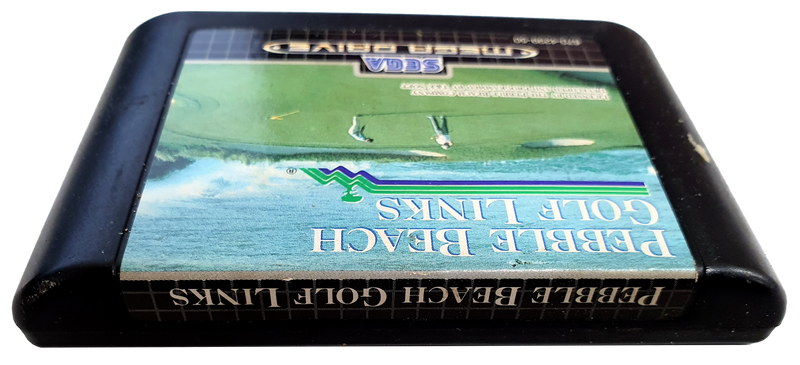 PEBBLE BEACH GOLF LINKS
PEBBLE BEACH
GOLF LINKS
®
SEGA
MEGA DRIVE